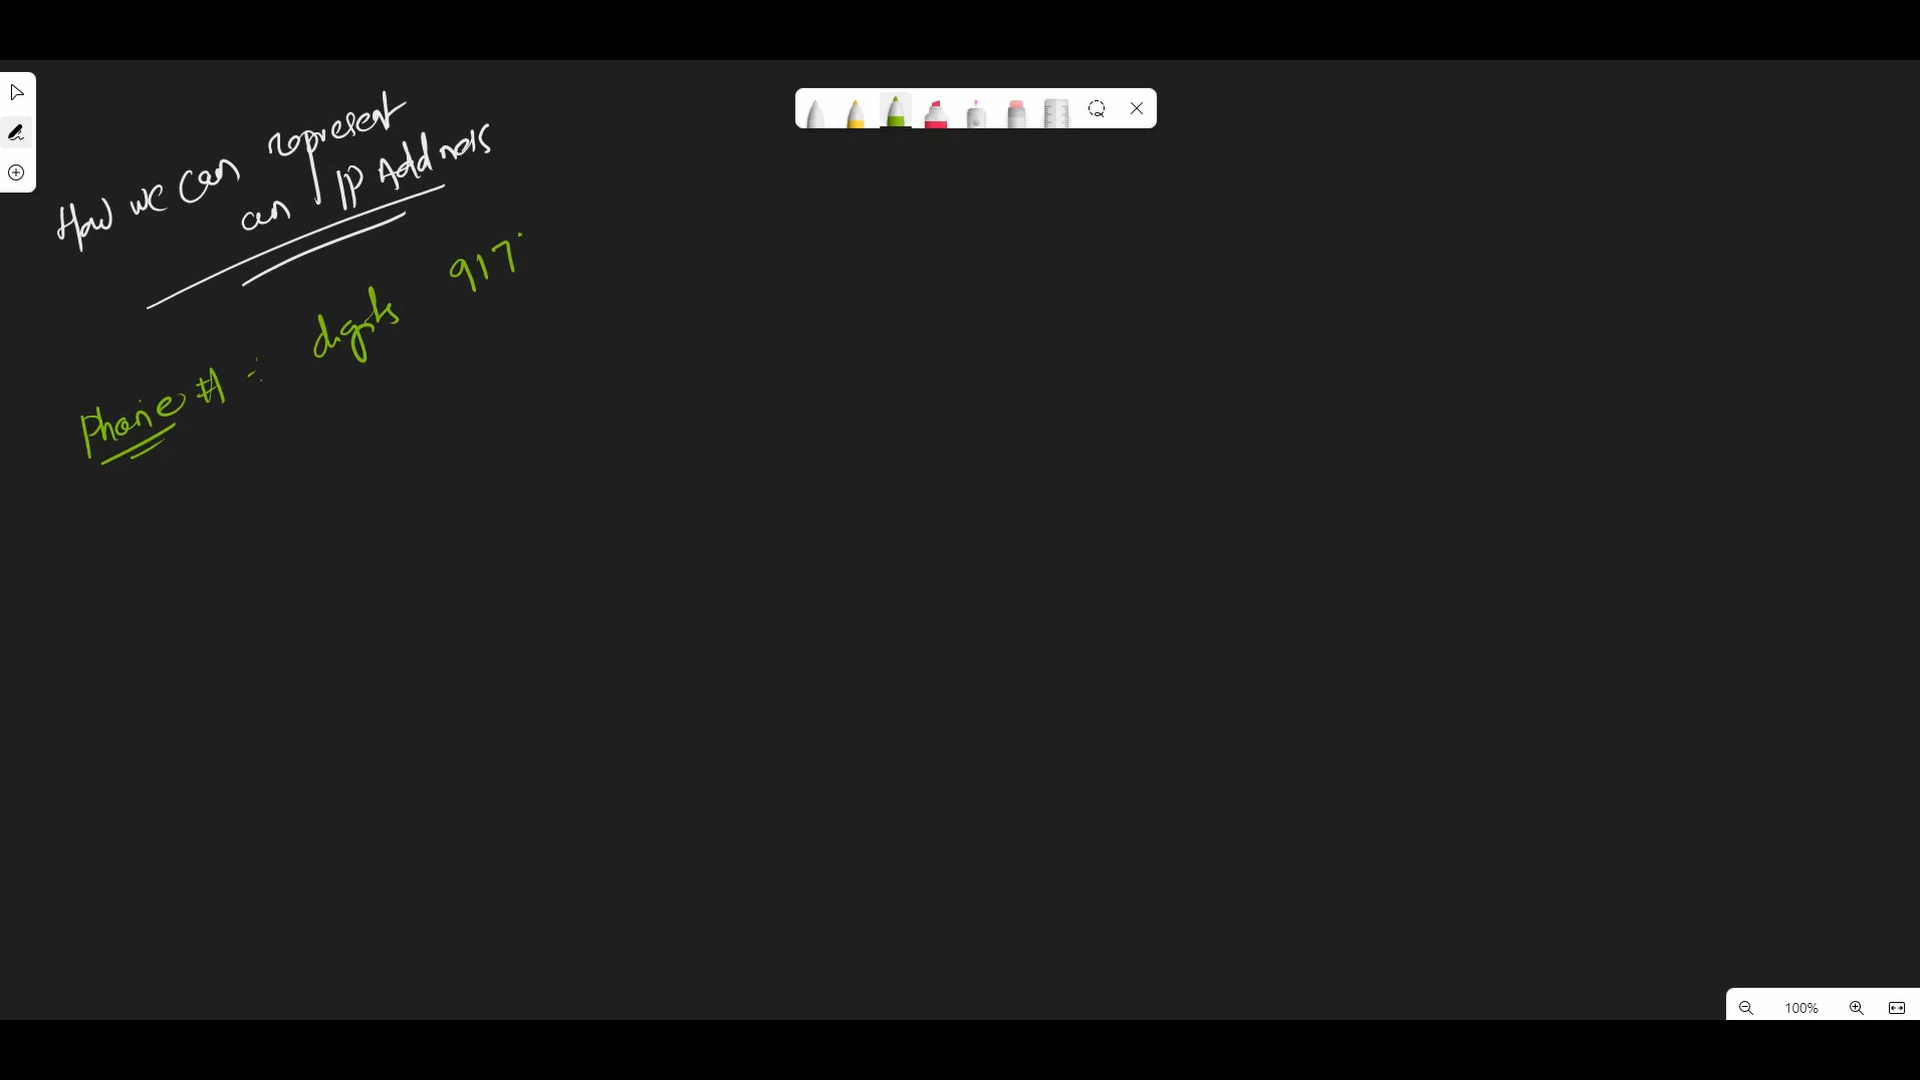 How we can represent
an IP Address
Phone # : digits 917
100%